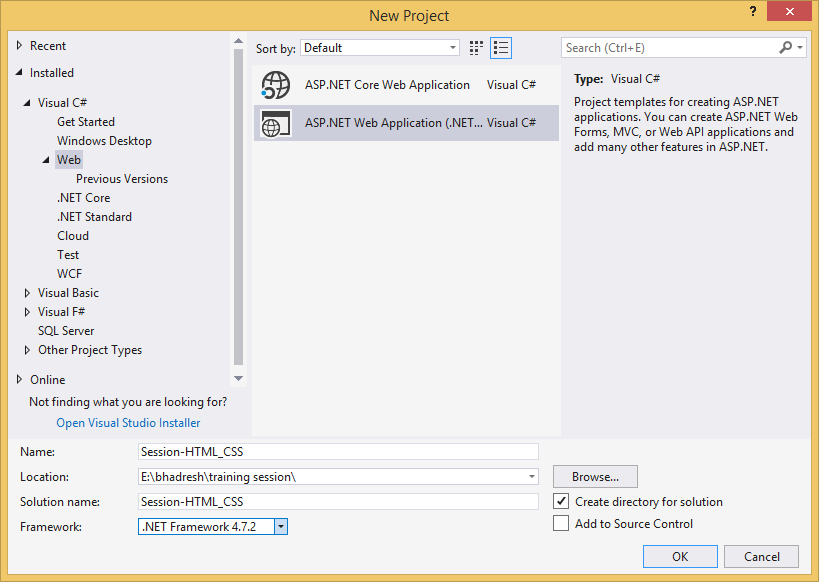 New Project
?
Recent
Installed
Visual C#
Get Started
Windows Desktop
Web
Previous Versions
.NET Core
.NET Standard
Cloud
Test
WCF
Visual Basic
Visual F#
SQL Server
Other Project Types
Online
Not finding what you are looking for?
Open Visual Studio Installer
Sort by: Default
ASP.NET Core Web Application Visual C#
ASP.NET Web Application (.NET... Visual C#
Search (Ctrl+E)
Type: Visual C#
Project templates for creating ASP.NET
applications. You can create ASP.NET Web
Forms, MVC, or Web API applications and
add many other features in ASP.NET.
Name: Session-HTML_CSS
Location: E:\bhadresh\training session\ Browse...
Solution name: Session-HTML_CSS Create directory for solution
Framework: .NET Framework 4.7.2 Add to Source Control
OK Cancel